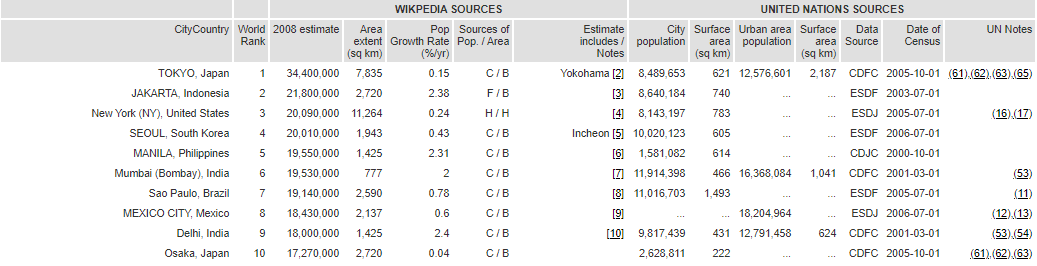 WIKPEDIA SOURCES UNITED NATIONS SOURCES
CityCountry World Rank 2008 estimate Area extent (sq km) Pop Growth Rate (%/yr) Sources of Pop. / Area Estimate includes / Notes City population Surface area (sq km) Urban area population Surface area (sq km) Data Source Date of Census UN Notes
TOKYO, Japan 1 34,400,000 7,835 0.15 C / B Yokohama [2] 8,489,653 621 12,576,601 2,187 CDFC 2005-10-01 (61),(62),(63),(65)
JAKARTA, Indonesia 2 21,800,000 2,720 2.38 F / B [3] 8,640,184 740 ... ... ESDF 2003-07-01
New York (NY), United States 3 20,090,000 11,264 0.24 H / H [4] 8,143,197 783 ... ... ESDJ 2005-07-01 (16),(17)
SEOUL, South Korea 4 20,010,000 1,943 0.43 C / B Incheon [5] 10,020,123 605 ... ... ESDF 2006-07-01
MANILA, Philippines 5 19,550,000 1,425 2.31 C / B [6] 1,581,082 614 ... ... CDJC 2000-10-01
Mumbai (Bombay), India 6 19,530,000 777 2 C / B [7] 11,914,398 466 16,368,084 1,041 CDFC 2001-03-01 (53)
Sao Paulo, Brazil 7 19,140,000 2,590 0.78 C / B [8] 11,016,703 1,493 ... ... ESDF 2005-07-01 (11)
MEXICO CITY, Mexico 8 18,430,000 2,137 0.6 C / B [9] ... ... 18,204,964 ... ESDJ 2006-07-01 (12),(13)
Delhi, India 9 18,000,000 1,425 2.4 C / B [10] 9,817,439 431 12,791,458 624 CDFC 2001-03-01 (53),(54)
Osaka, Japan 10 17,270,000 2,720 0.04 C / B 2,628,811 222 ... ... CDFC 2005-10-01 (61),(62),(63)